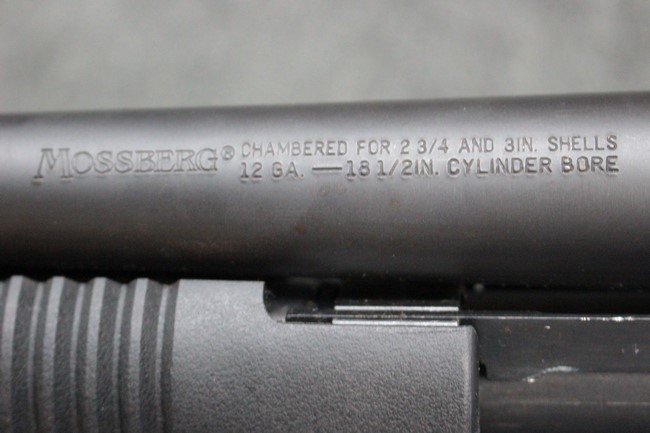 MOSSBERG® CHAMBERED FOR 2 3/4 AND 3IN. SHELLS
12 GA. — 18 1/2IN. CYLINDER BORE